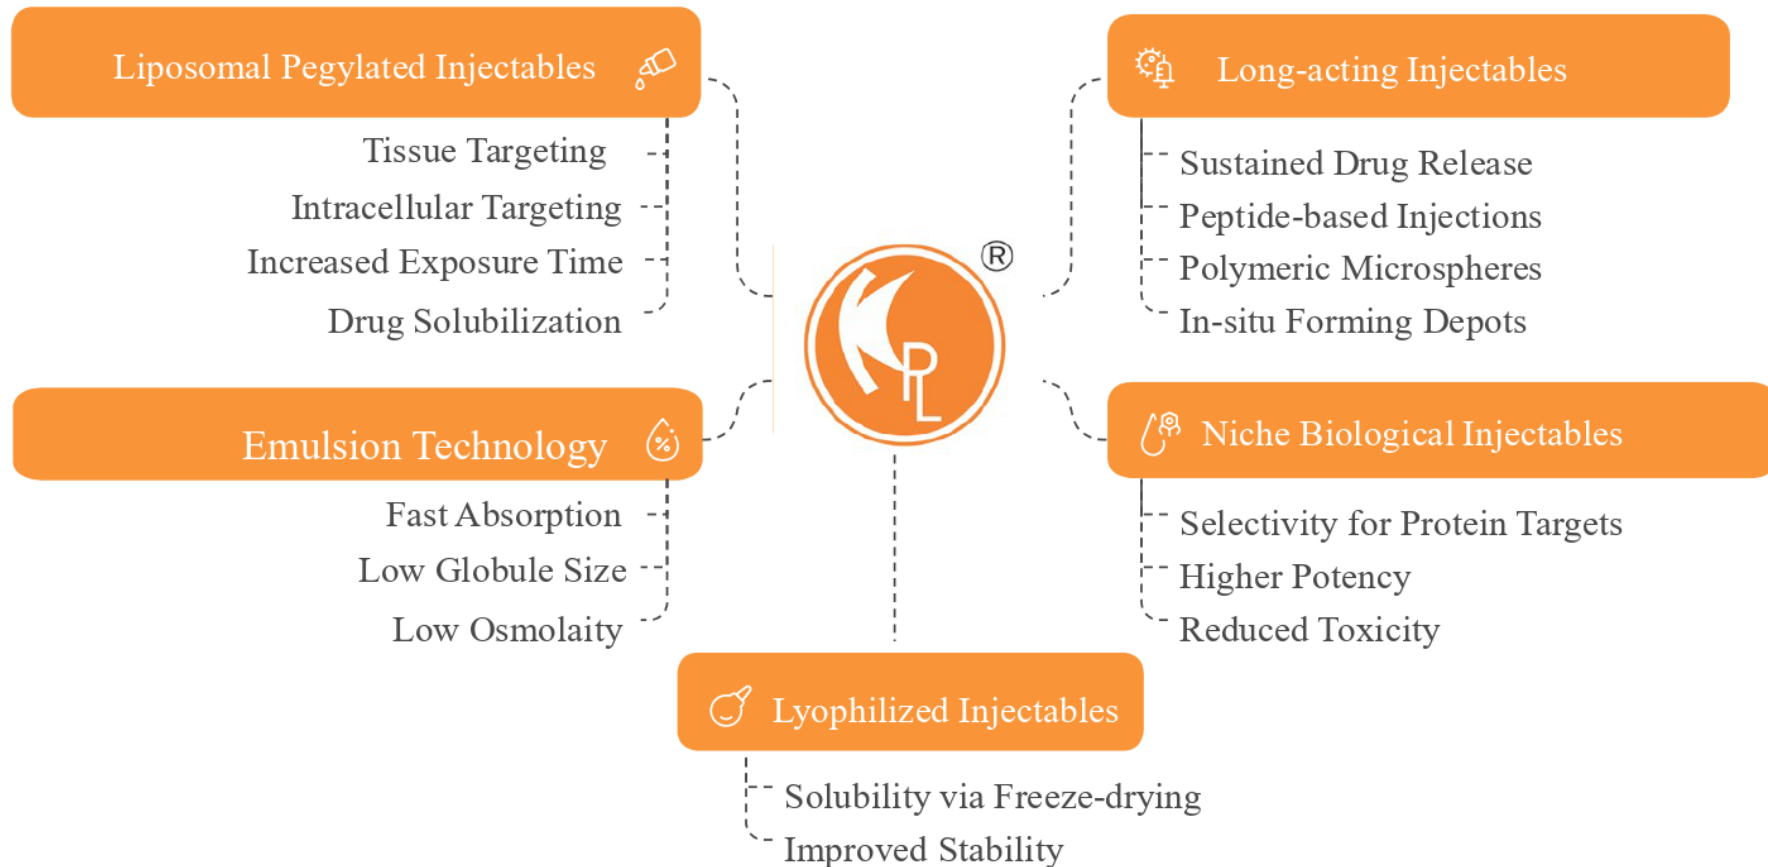 Liposomal Pegylated Injectables
Tissue Targeting
Intracellular Targeting
Increased Exposure Time
Drug Solubilization
Emulsion Technology
Fast Absorption
Low Globule Size
Low Osmolaity
KPL
®
Long-acting Injectables
Sustained Drug Release
Peptide-based Injections
Polymeric Microspheres
In-situ Forming Depots
Niche Biological Injectables
Selectivity for Protein Targets
Higher Potency
Reduced Toxicity
Lyophilized Injectables
Solubility via Freeze-drying
Improved Stability